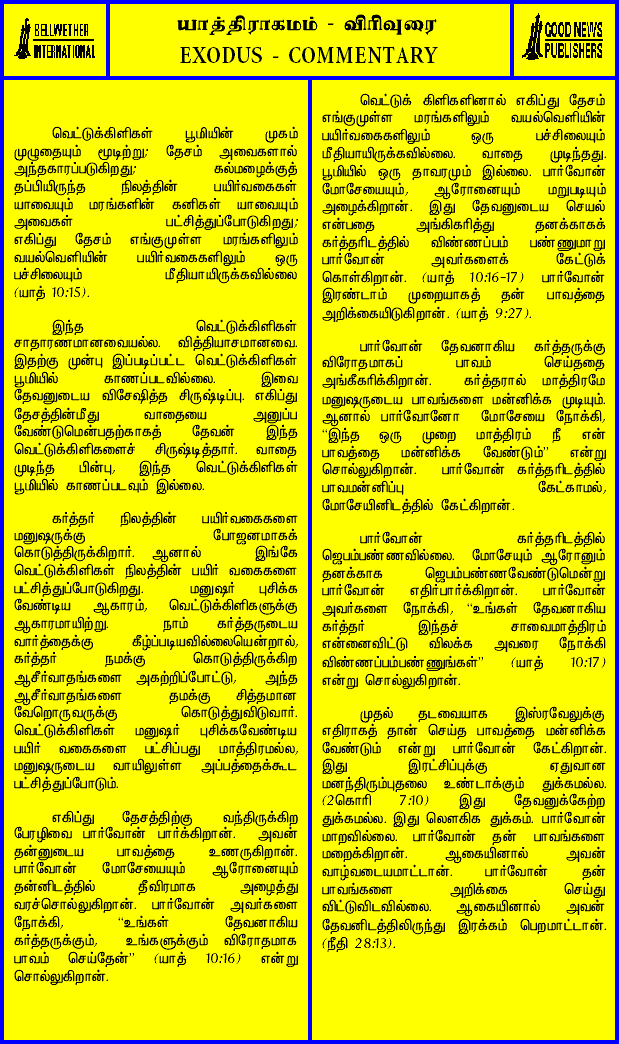 BELLWETHER
INTERNATIONAL
யாத்திராகமம் - விரிவுரை
EXODUS - COMMENTARY
GOOD NEWS
PUBLISHERS
வெட்டுக்கிளிகள் பூமியின் முகம்
முழுதையும் மூடிற்று; தேசம் அவைகளால்
அந்தகாரப்படுகிறது; கல்மழைக்குத்
தப்பியிருந்த நிலத்தின் பயிர்வகைகள்
யாவையும் மரங்களின் கனிகள் யாவையும்
அவைகள் பட்சித்துப்போடுகிறது;
எகிப்து தேசம் எங்குமுள்ள மரங்களிலும்
வயல்வெளியின் பயிர்வகைகளிலும் ஒரு
பச்சிலையும் மீதியாயிருக்கவில்லை
(யாத் 10:15).
இந்த வெட்டுக்கிளிகள்
சாதாரணமானவையல்ல. வித்தியாசமானவை.
இதற்கு முன்பு இப்படிப்பட்ட வெட்டுக்கிளிகள்
பூமியில் காணப்படவில்லை. இவை
தேவனுடைய விசேஷித்த சிருஷ்டிப்பு. எகிப்து
தேசத்தின்மீது வாதையை அனுப்ப
வேண்டுமென்பதற்காகத் தேவன் இந்த
வெட்டுக்கிளிகளைச் சிருஷ்டித்தார். வாதை
முடிந்த பின்பு, இந்த வெட்டுக்கிளிகள்
பூமியில் காணப்படவும் இல்லை.
கர்த்தர் நிலத்தின் பயிர்வகைகளை
மனுஷருக்கு போஜனமாகக்
கொடுத்திருக்கிறார். ஆனால் இங்கே
வெட்டுக்கிளிகள் நிலத்தின் பயிர் வகைகளை
பட்சித்துப்போடுகிறது. மனுஷர் புசிக்க
வேண்டிய ஆகாரம், வெட்டுக்கிளிகளுக்கு
ஆகாரமாயிற்று. நாம் கர்த்தருடைய
வார்த்தைக்கு கீழ்ப்படியவில்லையென்றால்,
கர்த்தர் நமக்கு கொடுத்திருக்கிற
ஆசீர்வாதங்களை அகற்றிப்போட்டு, அந்த
ஆசீர்வாதங்களை தமக்கு சித்தமான
வேறொருவருக்கு கொடுத்துவிடுவார்.
வெட்டுக்கிளிகள் மனுஷர் புசிக்கவேண்டிய
பயிர் வகைகளை பட்சிப்பது மாத்திரமல்ல,
மனுஷருடைய வாயிலுள்ள அப்பத்தைக்கூட
பட்சித்துப்போடும்.
எகிப்து தேசத்திற்கு வந்திருக்கிற
பேரழிவை பார்வோன் பார்க்கிறான். அவன்
தன்னுடைய பாவத்தை உணருகிறான்.
பார்வோன் மோசேயையும் ஆரோனையும்
தன்னிடத்தில் தீவிரமாக அழைத்து
வரச்சொல்லுகிறான். பார்வோன் அவர்களை
நோக்கி, “உங்கள் தேவனாகிய
கர்த்தருக்கும், உங்களுக்கும் விரோதமாக
பாவம் செய்தேன்” (யாத் 10:16) என்று
சொல்லுகிறான்.
வெட்டுக் கிளிகளினால் எகிப்து தேசம்
எங்குமுள்ள மரங்களிலும் வயல்வெளியின்
பயிர்வகைகளிலும் ஒரு பச்சிலையும்
மீதியாயிருக்கவில்லை. வாதை முடிந்தது.
பூமியில் ஒரு தாவரமும் இல்லை. பார்வோன்
மோசேயையும், ஆரோனையும் மறுபடியும்
அழைக்கிறான். இது தேவனுடைய செயல்
என்பதை அங்கிகரித்து தனக்காகக்
கர்த்தரிடத்தில் விண்ணப்பம் பண்ணுமாறு
பார்வோன் அவர்களைக் கேட்டுக்
கொள்கிறான். (யாத் 10:16-17) பார்வோன்
இரண்டாம் முறையாகத் தன் பாவத்தை
அறிக்கையிடுகிறான். (யாத் 9:27).
பார்வோன் தேவனாகிய கர்த்தருக்கு
விரோதமாகப் பாவம் செய்ததை
அங்கீகரிக்கிறான். கர்த்தரால் மாத்திரமே
மனுஷருடைய பாவங்களை மன்னிக்க முடியும்.
ஆனால் பார்வோனோ மோசேயை நோக்கி,
“இந்த ஒரு முறை மாத்திரம் நீ என்
பாவத்தை மன்னிக்க வேண்டும்” என்று
சொல்லுகிறான். பார்வோன் கர்த்தரிடத்தில்
பாவமன்னிப்பு கேட்காமல்,
மோசேயினிடத்தில் கேட்கிறான்.
பார்வோன் கர்த்தரிடத்தில்
ஜெபம்பண்ணவில்லை. மோசேயும் ஆரோனும்
தனக்காக ஜெபம்பண்ணவேண்டுமென்று
பார்வோன் எதிர்பார்க்கிறான். பார்வோன்
அவர்களை நோக்கி, “உங்கள் தேவனாகிய
கர்த்தர் இந்தச் சாவைமாத்திரம்
என்னைவிட்டு விலக்க அவரை நோக்கி
விண்ணப்பம்பண்ணுங்கள்” (யாத் 10:17)
என்று சொல்லுகிறான்.
முதல் தடவையாக இஸ்ரவேலுக்கு
எதிராகத் தான் செய்த பாவத்தை மன்னிக்க
வேண்டும் என்று பார்வோன் கேட்கிறான்.
இது இரட்சிப்புக்கு ஏதுவான
மனந்திரும்புதலை உண்டாக்கும் துக்கமல்ல.
(2கொரி 7:10) இது தேவனுக்கேற்ற
துக்கமல்ல. இது லௌகிக துக்கம். பார்வோன்
மாறவில்லை. பார்வோன் தன் பாவங்களை
மறைக்கிறான். ஆகையினால் அவன்
வாழ்வடையமாட்டான். பார்வோன் தன்
பாவங்களை அறிக்கை செய்து
விட்டுவிடவில்லை. ஆகையினால் அவன்
தேவனிடத்திலிருந்து இரக்கம் பெறமாட்டான்.
(நீதி 28:13).